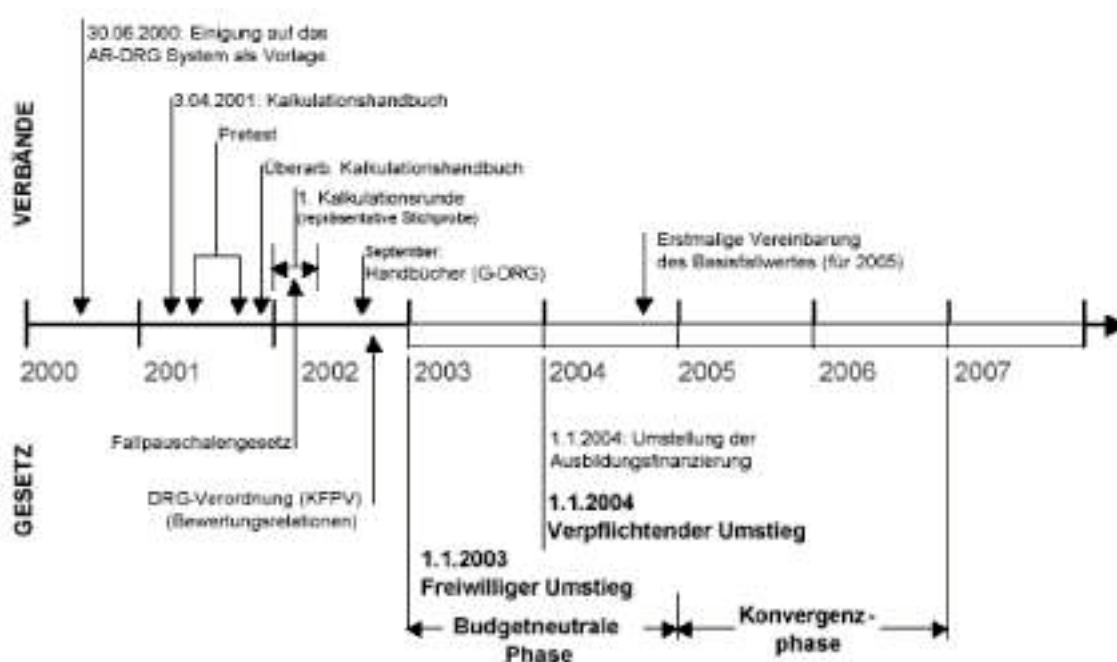 30.06.2000: Einigung auf das
AR-DRG System als Vorlage
3.04.2001: Kalkulationshandbuch
Pretest
Überarb. Kalkulationshandbuch
1. Kalkulationsrunde
(repräsentative Stichprobe)
September:
Handbücher (G-DRG)
Erstmalige Vereinbarung
des Basisfallwertes (für 2005)
VERBÄNDE
2000 2001 2002 2003 2004 2005 2006 2007
GESETZ
Fallpauschalengesetz
DRG-Verordnung (KFPV)
(Bewertungsrelationen)
1.1.2004: Umstellung der
Ausbildungsfinanzierung
1.1.2004
Verpflichtender Umstieg
1.1.2003
Freiwilliger Umstieg
Budgetneutrale
Phase
Konvergenz-
phase